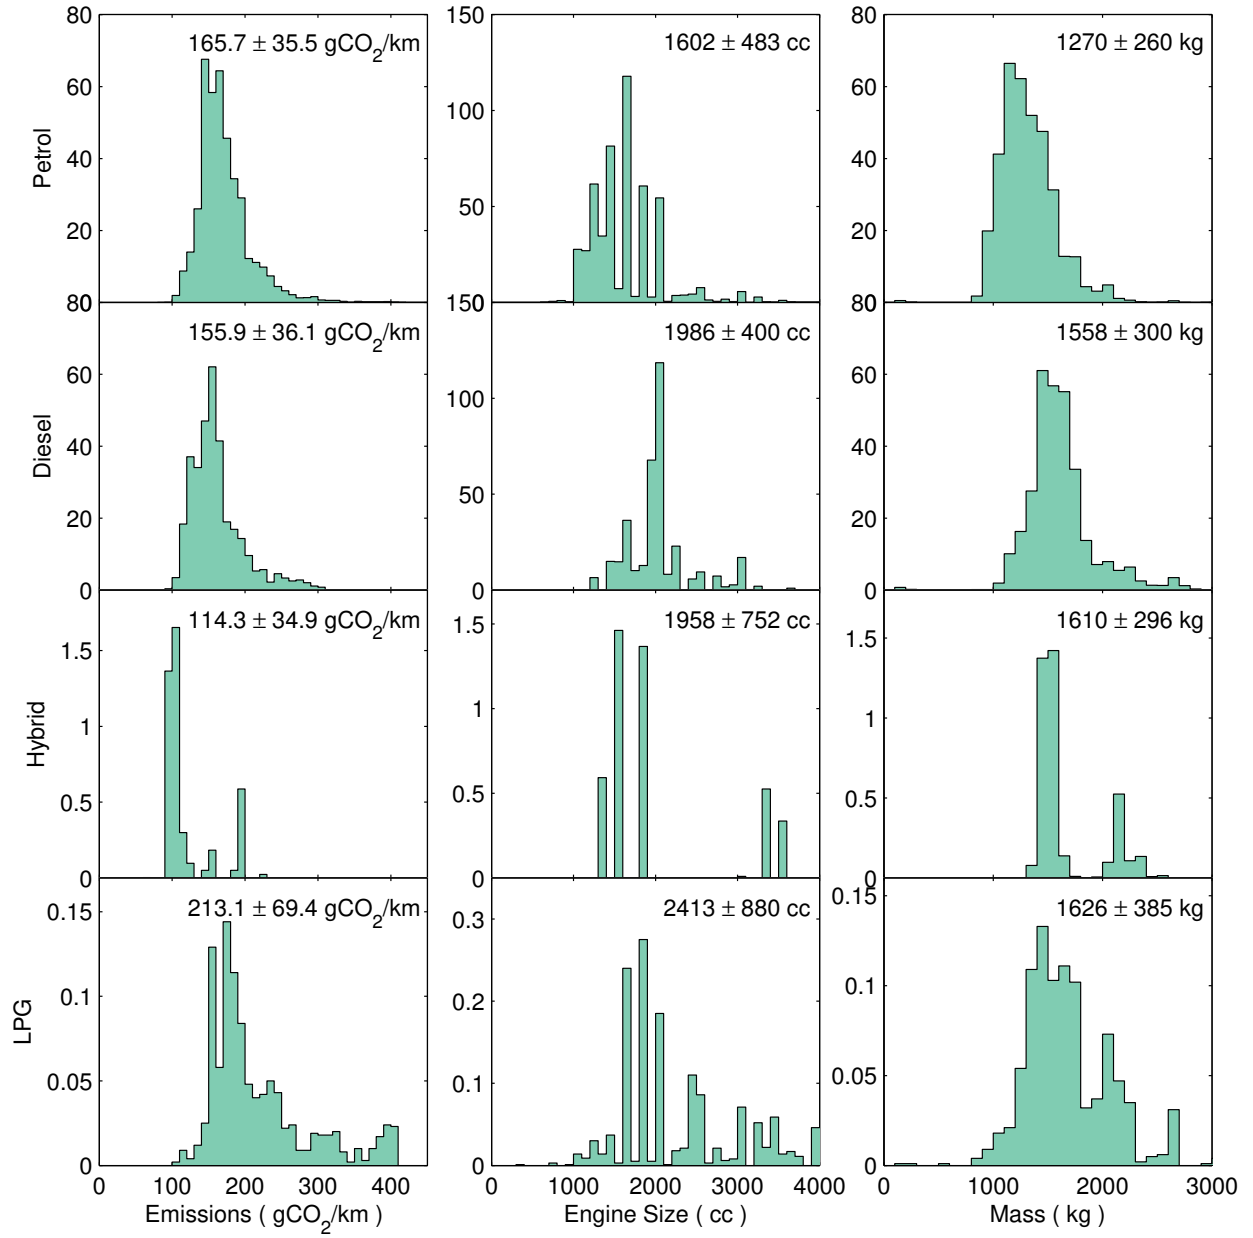 80
60
40
20
80
Petrol
165.7 ± 35.5 gCO2/km
150
100
50
150
1602 ± 483 cc
80
60
40
20
80
1270 ± 260 kg
60
40
20
0
Diesel
155.9 ± 36.1 gCO2/km
100
50
0
1986 ± 400 cc
60
40
20
0
1558 ± 300 kg
1.5
1
0.5
0
Hybrid
114.3 ± 34.9 gCO2/km
1.5
1
0.5
0
1958 ± 752 cc
1.5
1
0.5
0
1610 ± 296 kg
0.15
0.1
0.05
0
LPG
213.1 ± 69.4 gCO2/km
0.3
0.2
0.1
0
2413 ± 880 cc
0.15
0.1
0.05
0
1626 ± 385 kg
0 100 200 300 400
Emissions ( gCO2/km )
0 1000 2000 3000 4000
Engine Size ( cc )
0 1000 2000 3000
Mass ( kg )